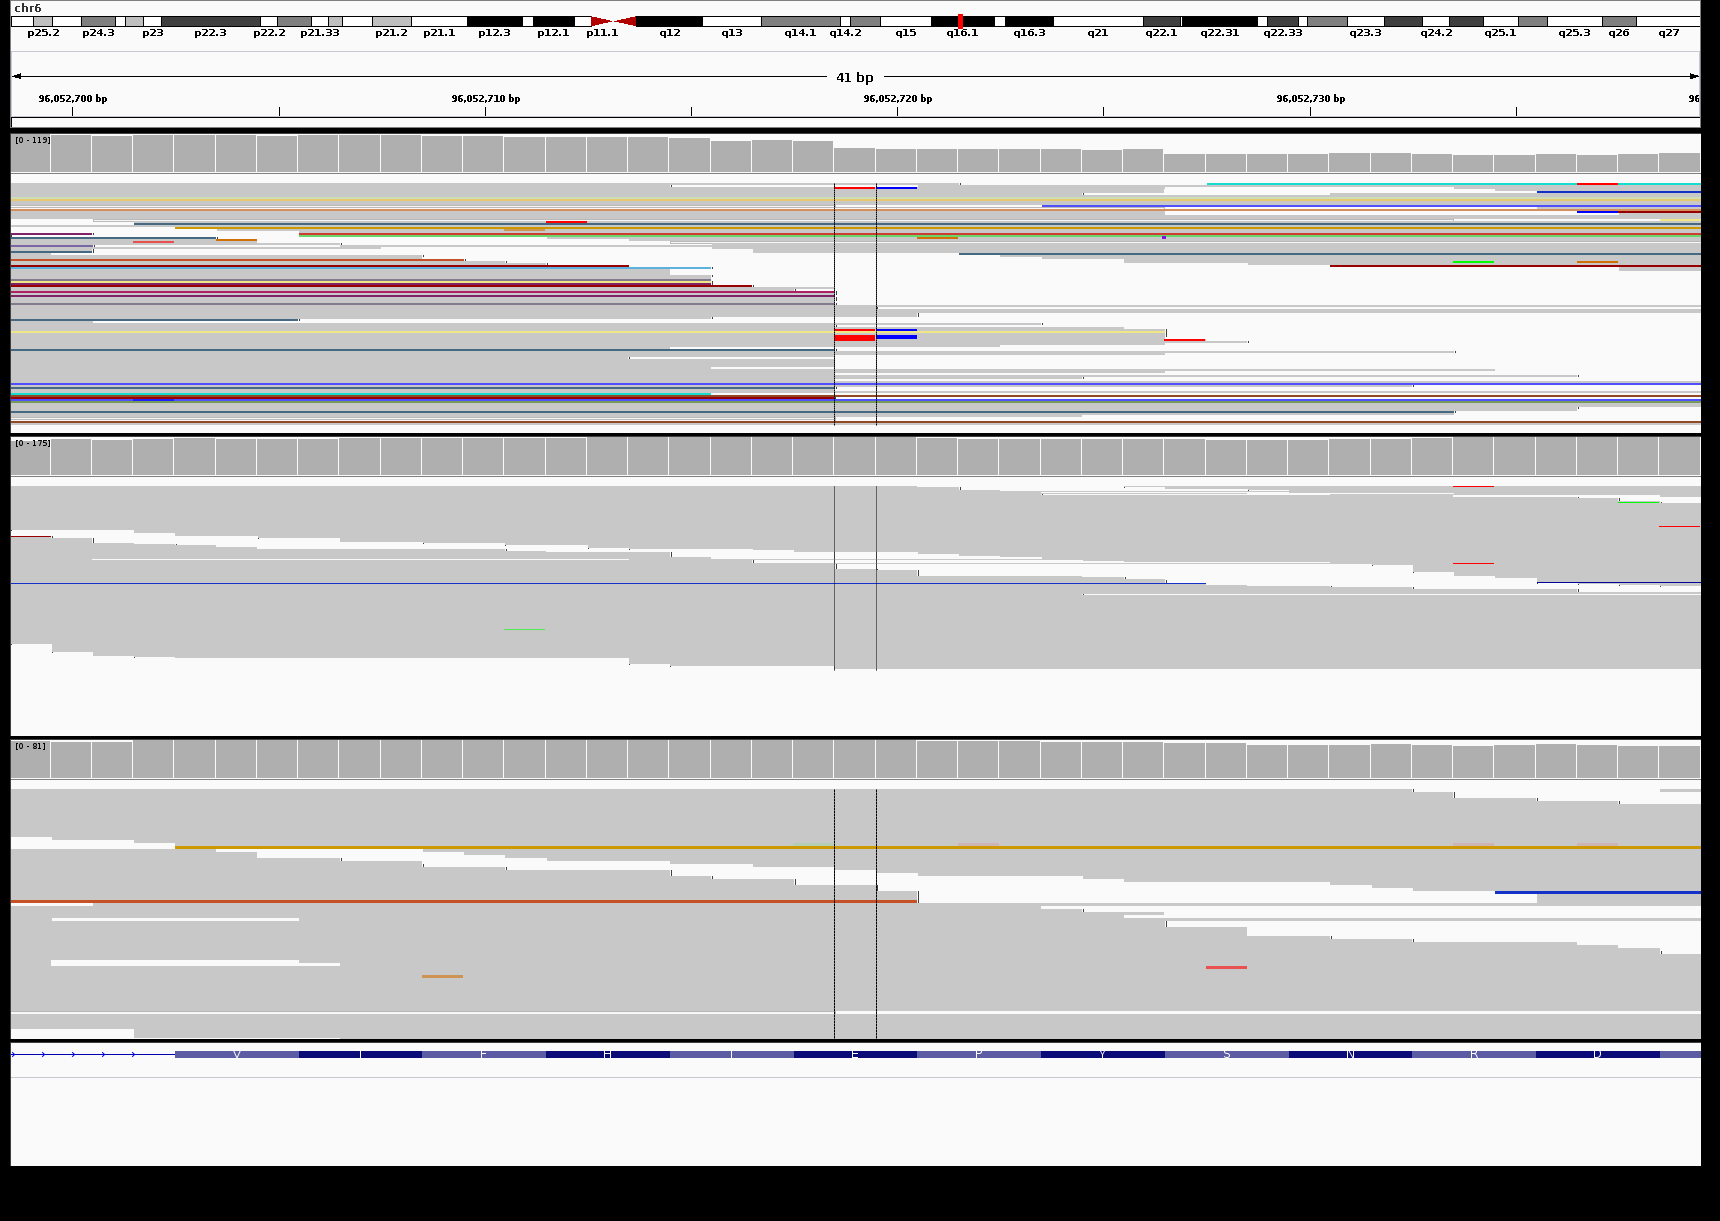 chr6
p25.2 p24.3 p23 p22.3 p22.2 p21.33 p21.2 p21.1 p12.3 p12.1 p11.1 q12 q13 q14.1 q14.2 q15 q16.1 q16.3 q21 q22.1 q22.31 q22.33 q23.3 q24.2 q25.1 q25.3 q26 q27
41 bp
96,052,700 bp 96,052,710 bp 96,052,720 bp 96,052,730 bp 96
[0 - 119]
[0 - 175]
[0 - 81]
V I F H I E P Y S N R D